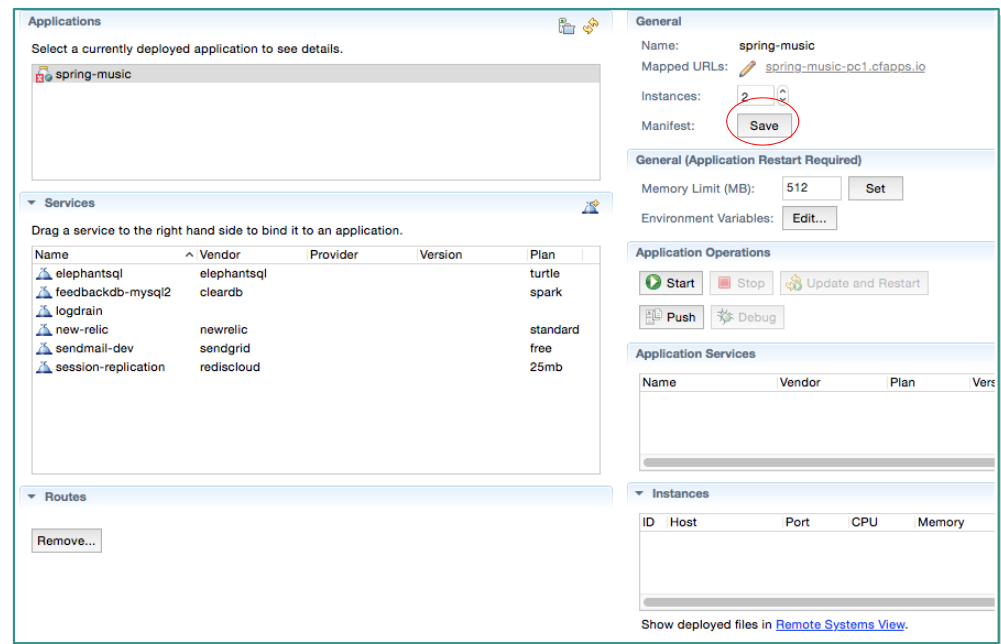 Applications
Select a currently deployed application to see details.
spring-music
Services
Drag a service to the right hand side to bind it to an application.
Name Vendor Provider Version Plan
elephantsql elephantsql turtle
feedbackdb-mysql2 cleardb spark
logdrain
new-relic newrelic standard
sendmail-dev sendgrid free
session-replication rediscloud 25mb
Routes
Remove...
General
Name: spring-music
Mapped URLs: spring-music-pc1.cfapps.io
Instances: 2
Manifest: Save
General (Application Restart Required)
Memory Limit (MB): 512 Set
Environment Variables: Edit...
Application Operations
Start Stop Update and Restart
Push Debug
Application Services
Name Vendor Plan Vers
Instances
ID Host Port CPU Memory
Show deployed files in Remote Systems View.